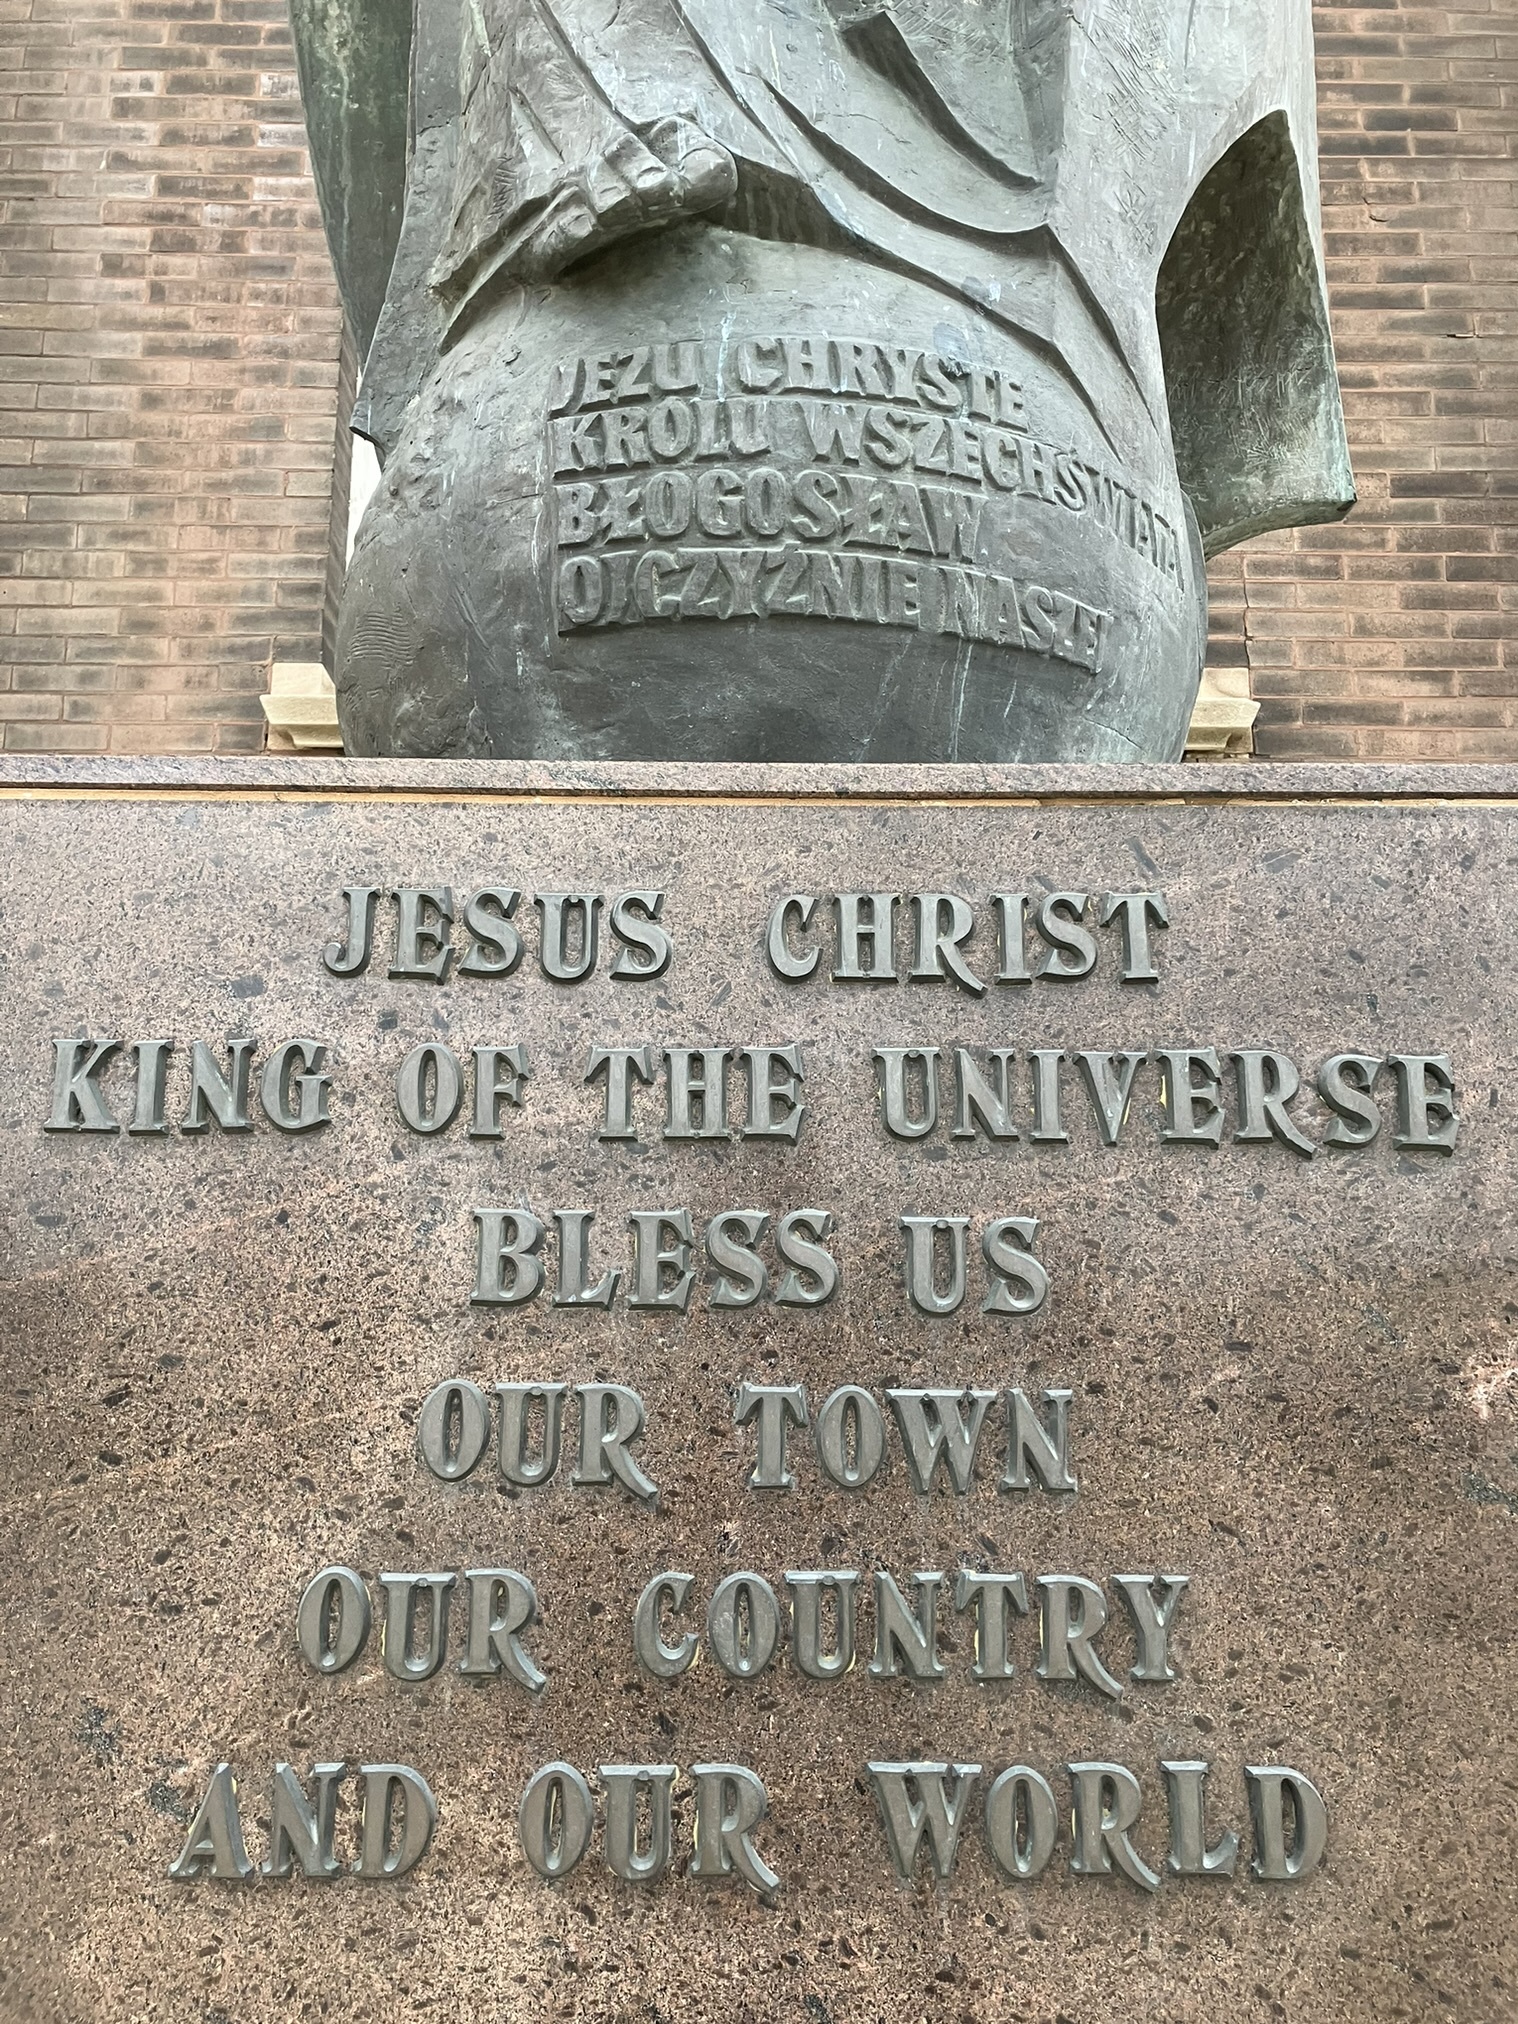 JEZU CHRYSTE
KRÓLU WSZECHŚWIATA
BŁOGOSŁAW
OJCZYŹNIE NASZEJ
JESUS CHRIST
KING OF THE UNIVERSE
BLESS US
OUR TOWN
OUR COUNTRY
AND OUR WORLD